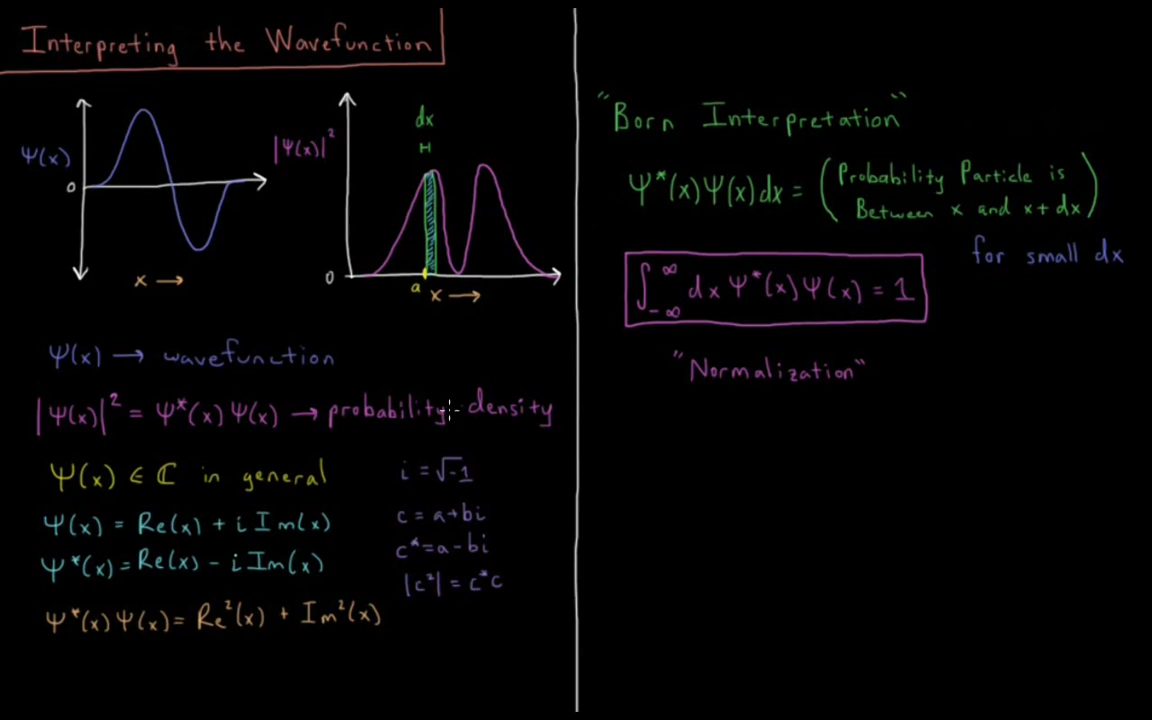 Interpreting the Wavefunction
Ψ(x)
0
x →
|Ψ(x)|²
dx
0
a
x →
Ψ(x) → wavefunction
|Ψ(x)|² = Ψ*(x) Ψ(x) → probability density
Ψ(x) ∈ ℂ in general
Ψ(x) = Re(x) + i Im(x)
Ψ*(x) = Re(x) - i Im(x)
Ψ*(x) Ψ(x) = Re²(x) + Im²(x)
i = √-1
c = a+bi
c* = a-bi
|c²| = c*c
"Born Interpretation"
Ψ*(x)Ψ(x)dx = (Probability Particle is
Between x and x+dx)
for small dx
∫_{-∞}^{∞} dx Ψ*(x)Ψ(x) = 1
"Normalization"